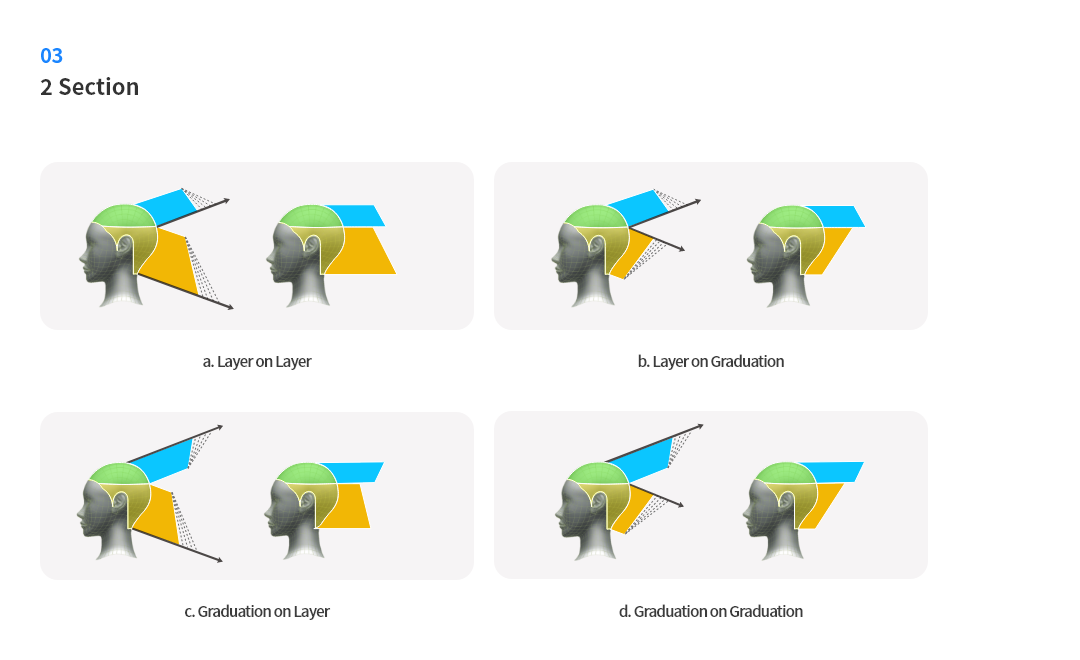 03
2 Section
a. Layer on Layer
b. Layer on Graduation
c. Graduation on Layer
d. Graduation on Graduation